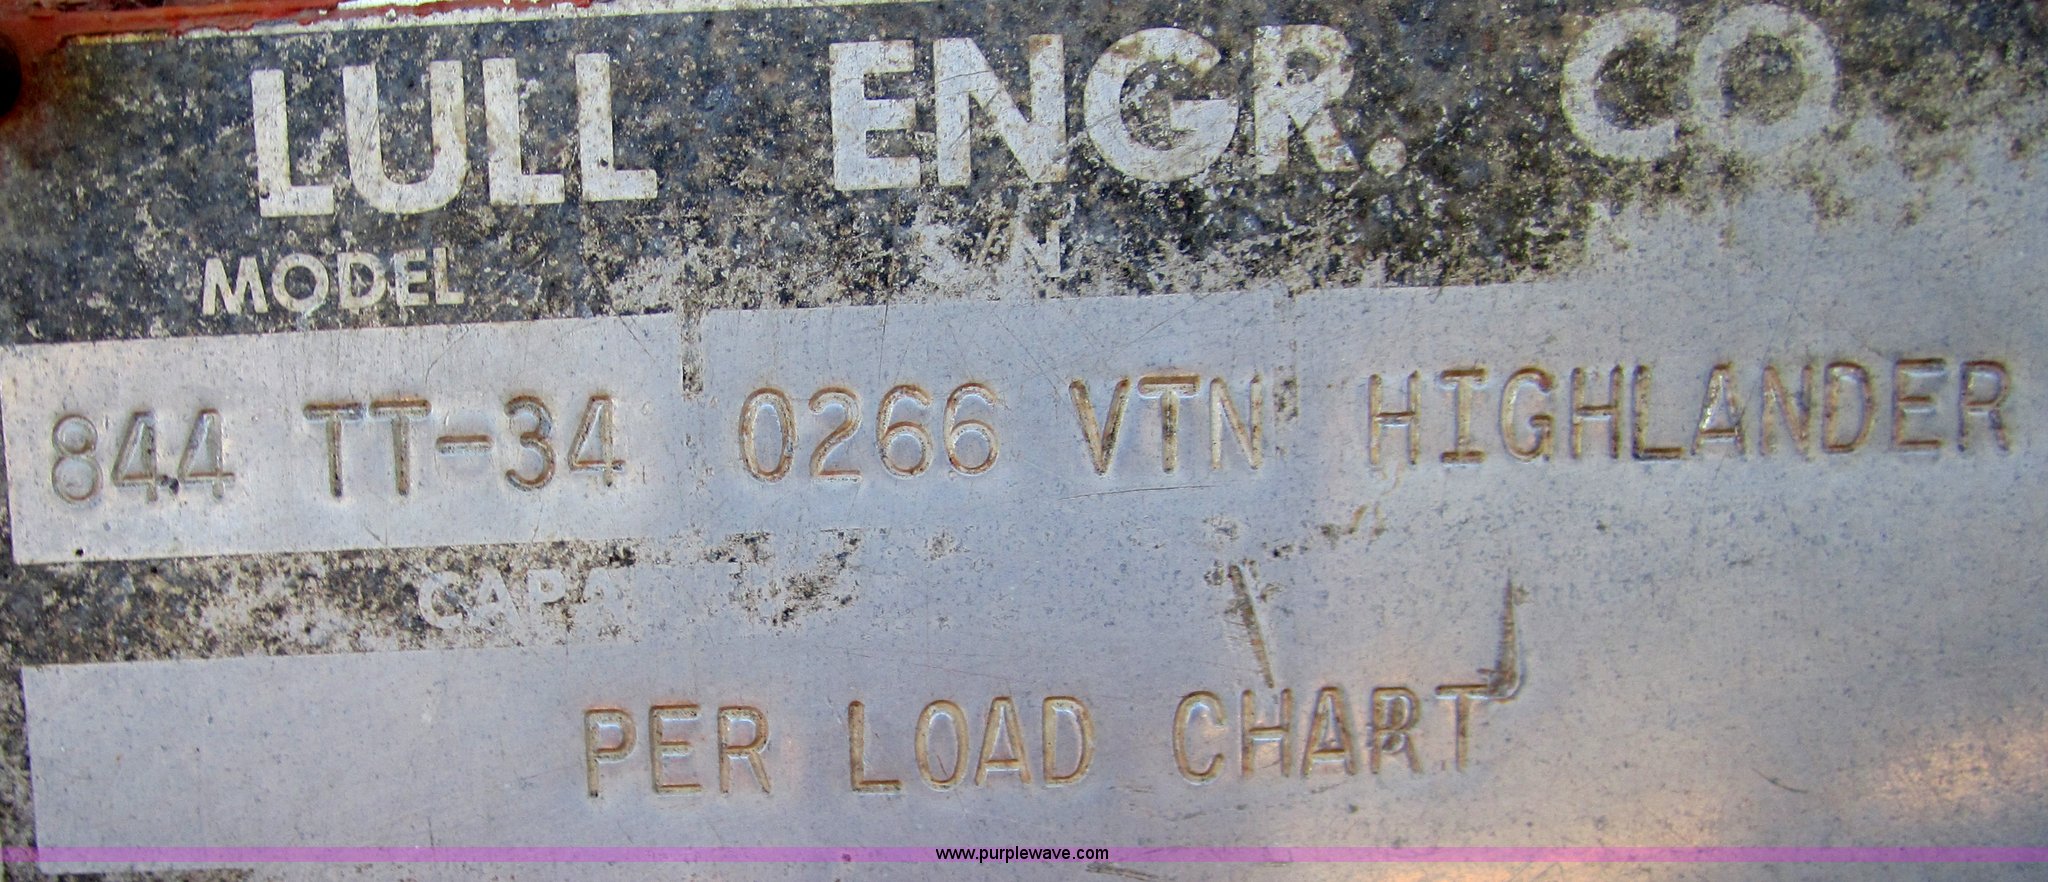 LULL ENGR. CO
MODEL
844 TT-34 0266 VTN HIGHLANDER
PER LOAD CHART
www.purplewave.com